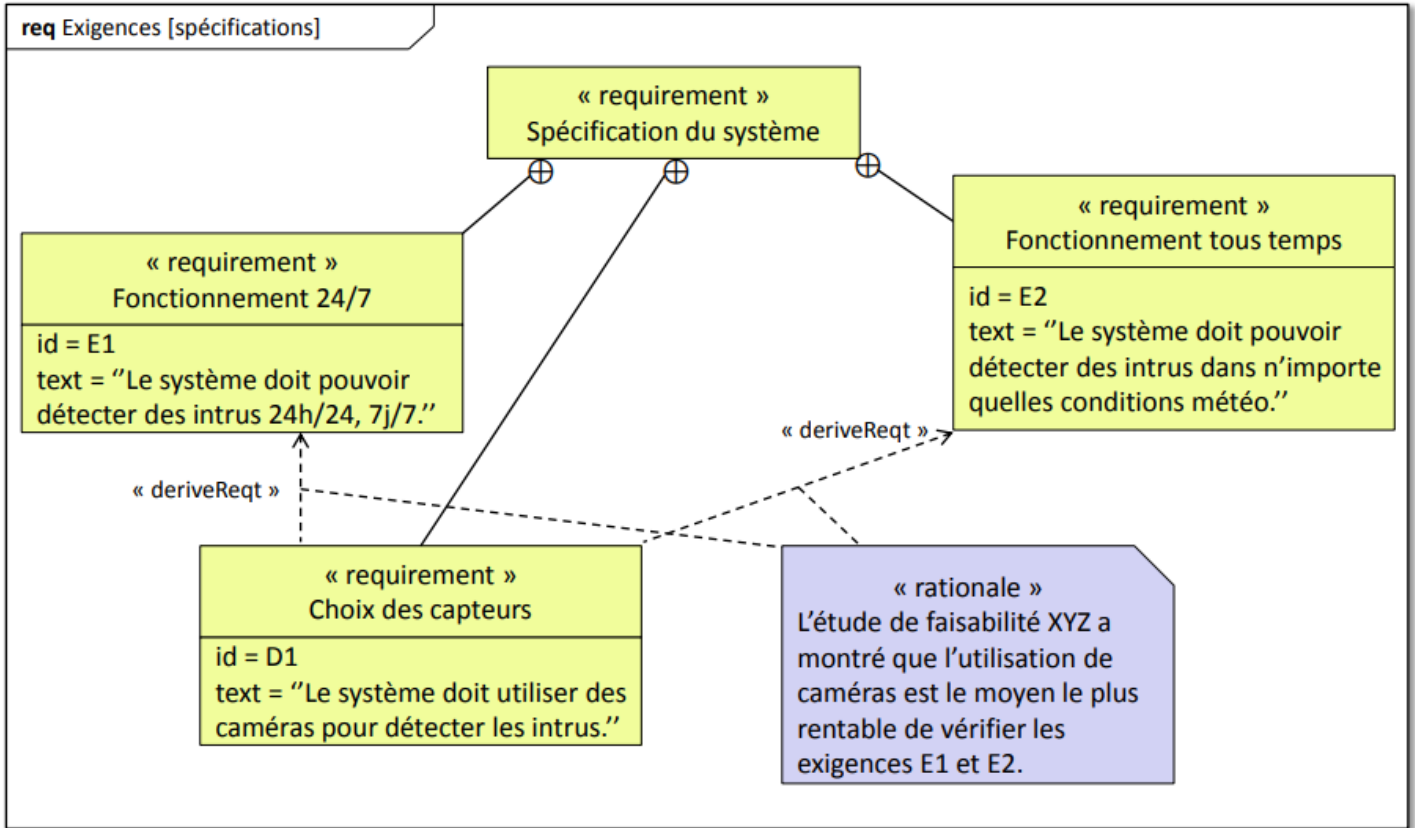 req Exigences [spécifications]
« requirement »
Spécification du système
« requirement »
Fonctionnement 24/7
id = E1
text = ‘’Le système doit pouvoir
détecter des intrus 24h/24, 7j/7.’’
« requirement »
Fonctionnement tous temps
id = E2
text = ‘’Le système doit pouvoir
détecter des intrus dans n’importe
quelles conditions météo.’’
« deriveReqt »
« deriveReqt »
« requirement »
Choix des capteurs
id = D1
text = ‘’Le système doit utiliser des
caméras pour détecter les intrus.’’
« rationale »
L’étude de faisabilité XYZ a
montré que l’utilisation de
caméras est le moyen le plus
rentable de vérifier les
exigences E1 et E2.